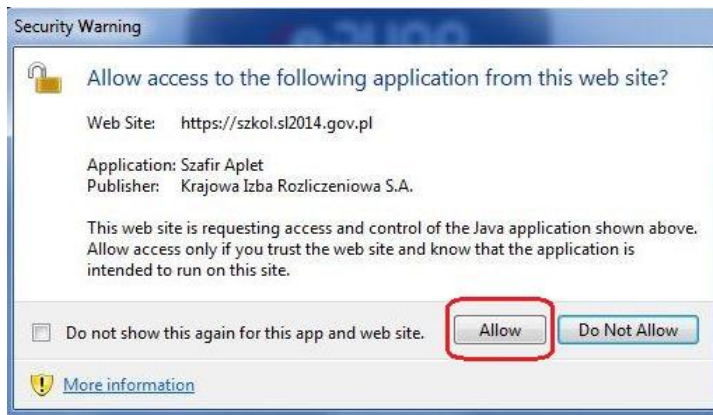 Security Warning
Allow access to the following application from this web site?
Web Site: https://szkol.sl2014.gov.pl
Application: Szafir Aplet
Publisher: Krajowa Izba Rozliczeniowa S.A.
This web site is requesting access and control of the Java application shown above.
Allow access only if you trust the web site and know that the application is
intended to run on this site.
Do not show this again for this app and web site.
Allow
Do Not Allow
More information